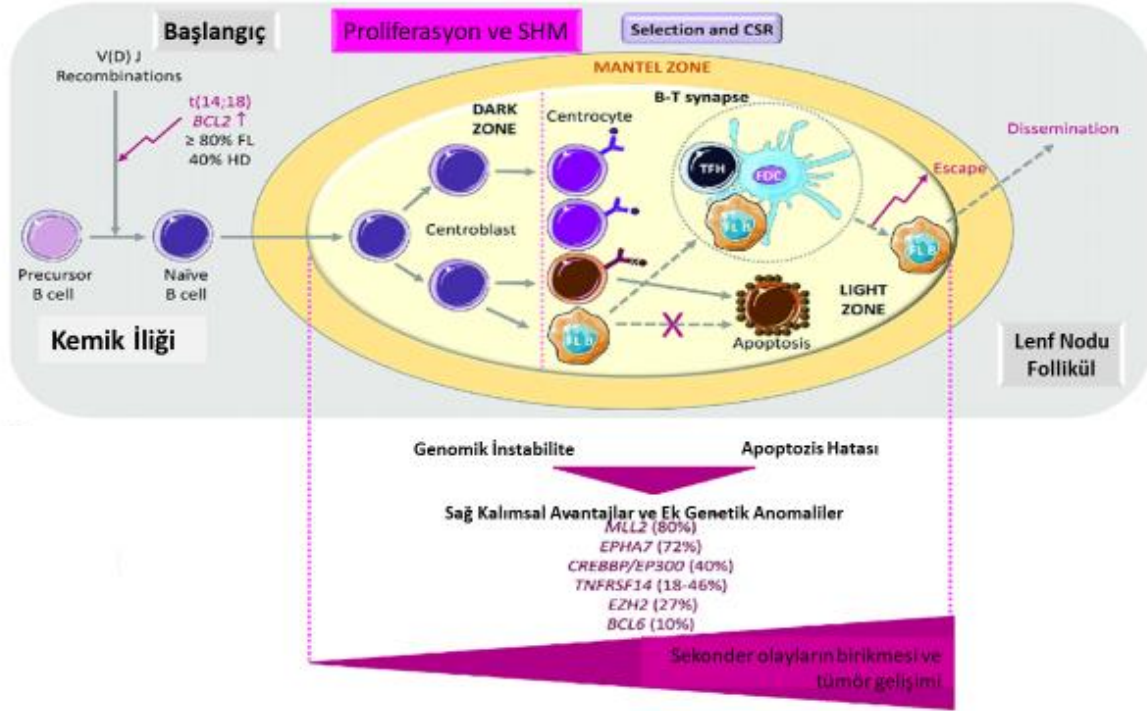 Başlangıç
Proliferasyon ve SHM
Selection and CSR
V(D) J
Recombinations
t(14;18)
BCL2 ↑
≥ 80% FL
40% HD
MANTEL ZONE
B-T synapse
DARK
ZONE
Centrocyte
Dissemination
TFH
FDC
Escape
Centroblast
FL B
FL B
Precursor
B cell
Naïve
B cell
LIGHT
ZONE
FL B
Apoptosis
Kemik İliği
Lenf Nodu
Follikül
Genomik İnstabilite
Apoptozis Hatası
Sağ Kalımsal Avantajlar ve Ek Genetik Anomaliler
MLL2 (80%)
EPHA7 (72%)
CREBBP/EP300 (40%)
TNFRSF14 (18-46%)
EZH2 (27%)
BCL6 (10%)
Sekonder olayların birikmesi ve
tümör gelişimi